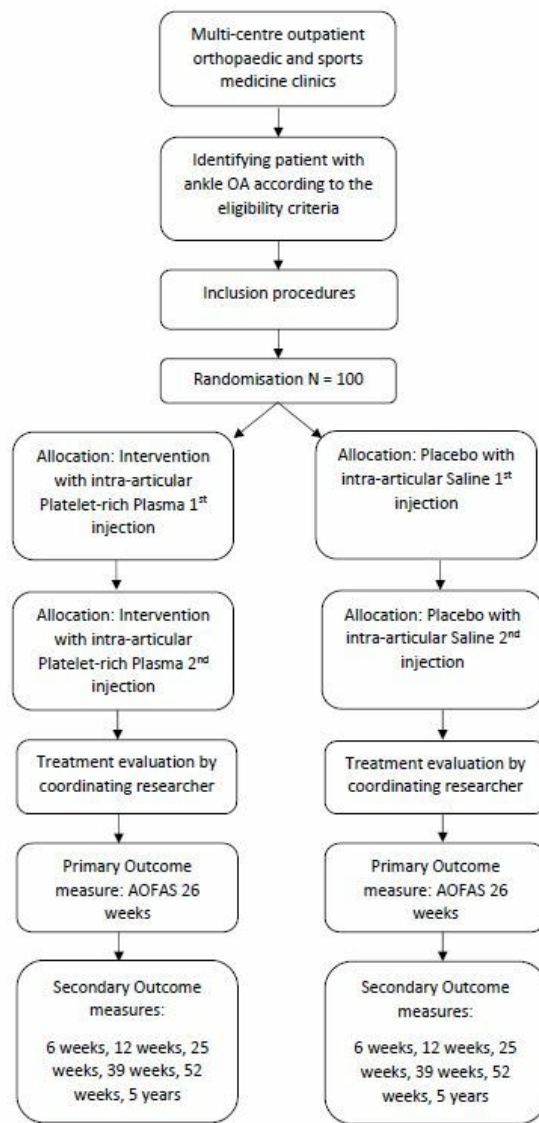 Multi-centre outpatient
orthopaedic and sports
medicine clinics
Identifying patient with
ankle OA according to the
eligibility criteria
Inclusion procedures
Randomisation N = 100
Allocation: Intervention
with intra-articular
Platelet-rich Plasma 1st
injection
Allocation: Placebo with
intra-articular Saline 1st
injection
Allocation: Intervention
with intra-articular
Platelet-rich Plasma 2nd
injection
Allocation: Placebo with
intra-articular Saline 2nd
injection
Treatment evaluation by
coordinating researcher
Treatment evaluation by
coordinating researcher
Primary Outcome
measure: AOFAS 26
weeks
Primary Outcome
measure: AOFAS 26
weeks
Secondary Outcome
measures:
6 weeks, 12 weeks, 25
weeks, 39 weeks, 52
weeks, 5 years
Secondary Outcome
measures:
6 weeks, 12 weeks, 25
weeks, 39 weeks, 52
weeks, 5 years